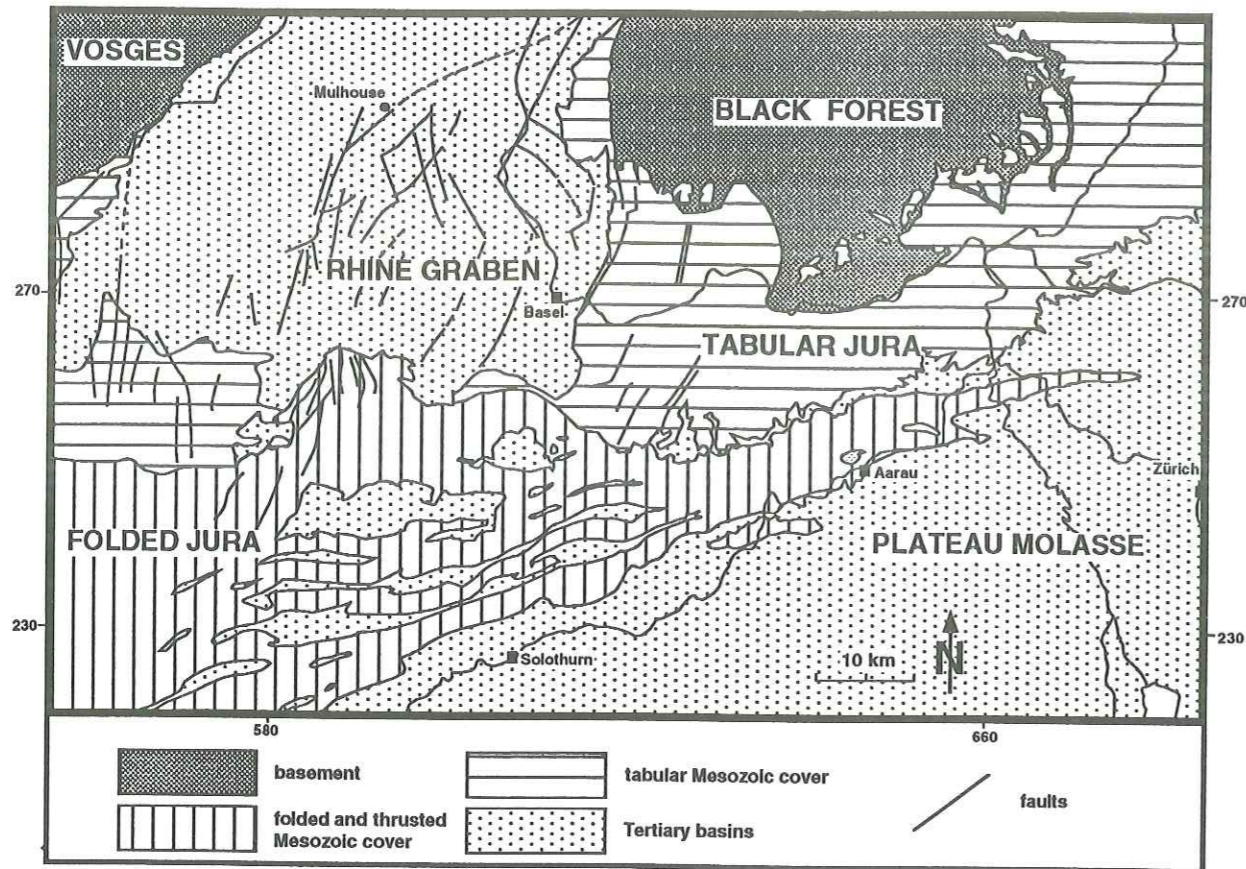 VOSGES
Mulhouse
BLACK FOREST
RHINE GRABEN
270
270
Basel
TABULAR JURA
Aarau
Zürich
FOLDED JURA
PLATEAU MOLASSE
230
230
Solothurn
10 km
N
580
660
basement
tabular Mesozoic cover
faults
folded and thrusted
Mesozoic cover
Tertiary basins